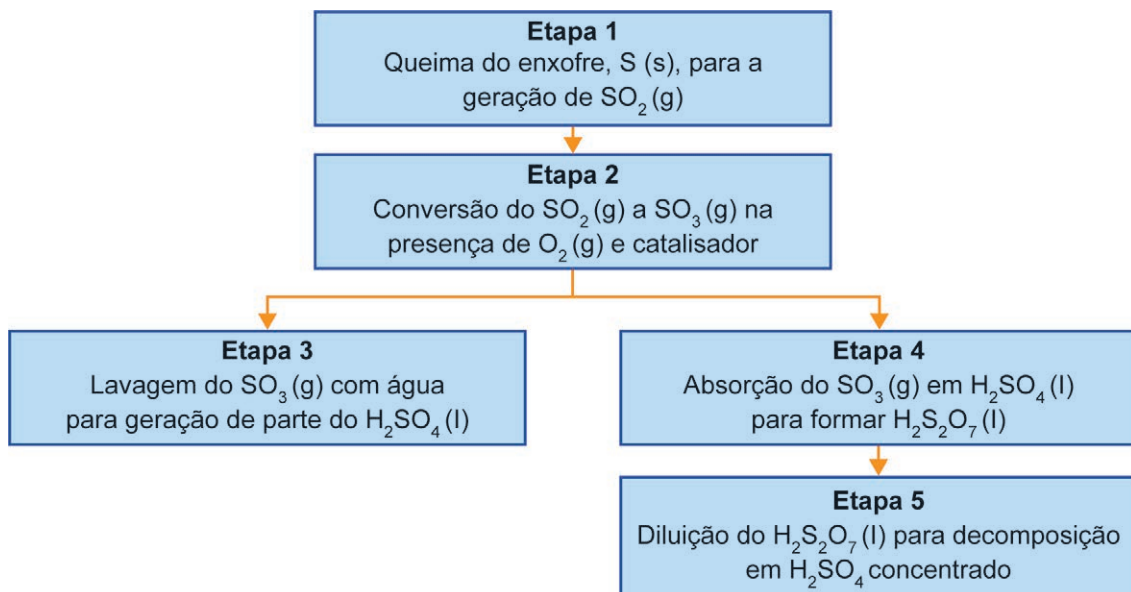 Etapa 1
Queima do enxofre, S (s), para a
geração de SO₂ (g)
Etapa 2
Conversão do SO₂ (g) a SO₃ (g) na
presença de O₂ (g) e catalisador
Etapa 3
Lavagem do SO₃ (g) com água
para geração de parte do H₂SO₄ (l)
Etapa 4
Absorção do SO₃ (g) em H₂SO₄ (l)
para formar H₂S₂O₇ (l)
Etapa 5
Diluição do H₂S₂O₇ (l) para decomposição
em H₂SO₄ concentrado